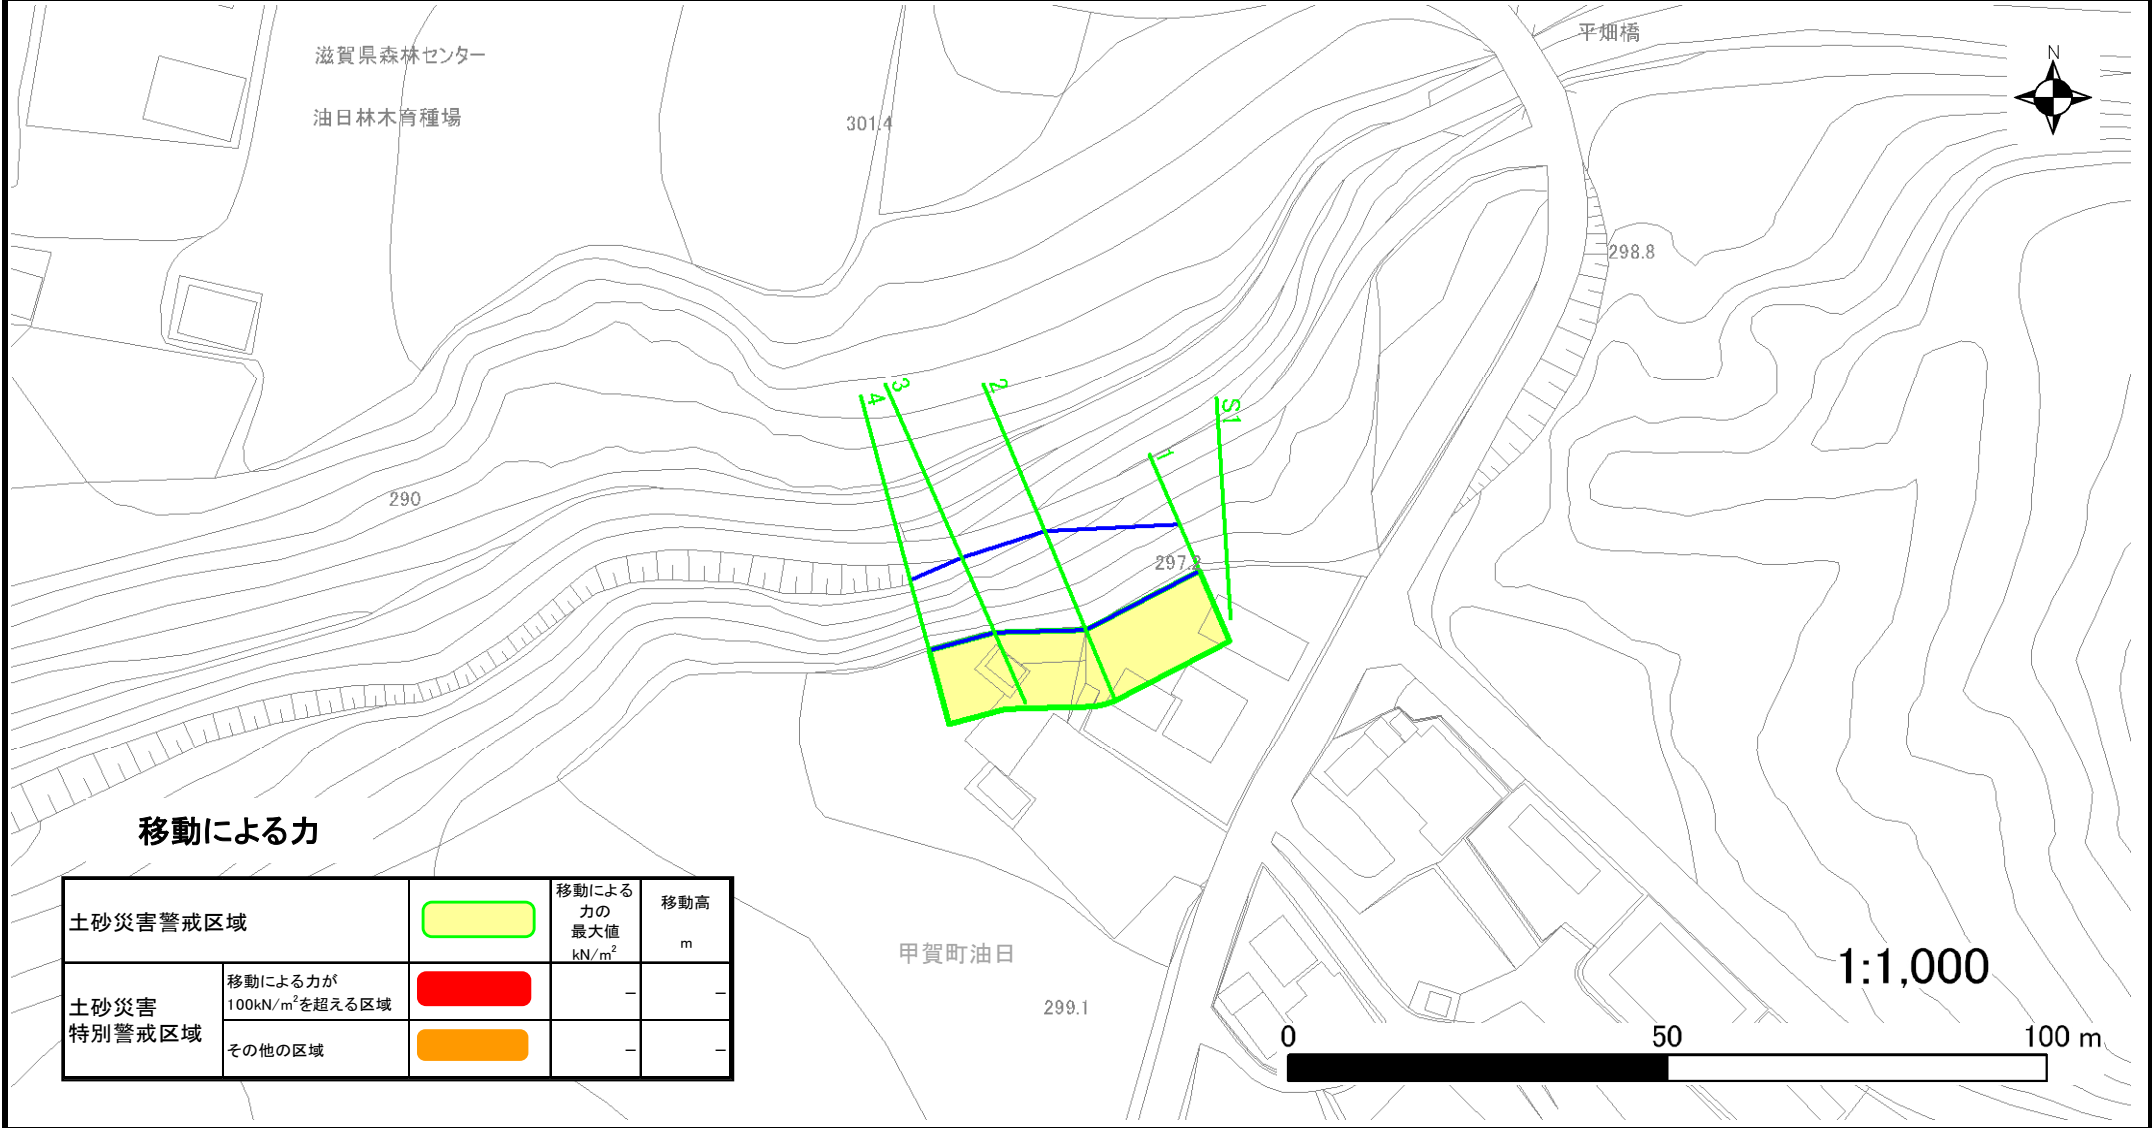 滋賀県森林センター
油日林木育種場
平畑橋
N
301.4
298.8
3
4
2
S1
1
290
297.2
移動による力
土砂災害警戒区域
移動による
力の
最大値
kN/m²
移動高
m
土砂災害
特別警戒区域
移動による力が
100kN/m²を超える区域
–
–
その他の区域
–
–
甲賀町油日
299.1
1:1,000
0
50
100 m